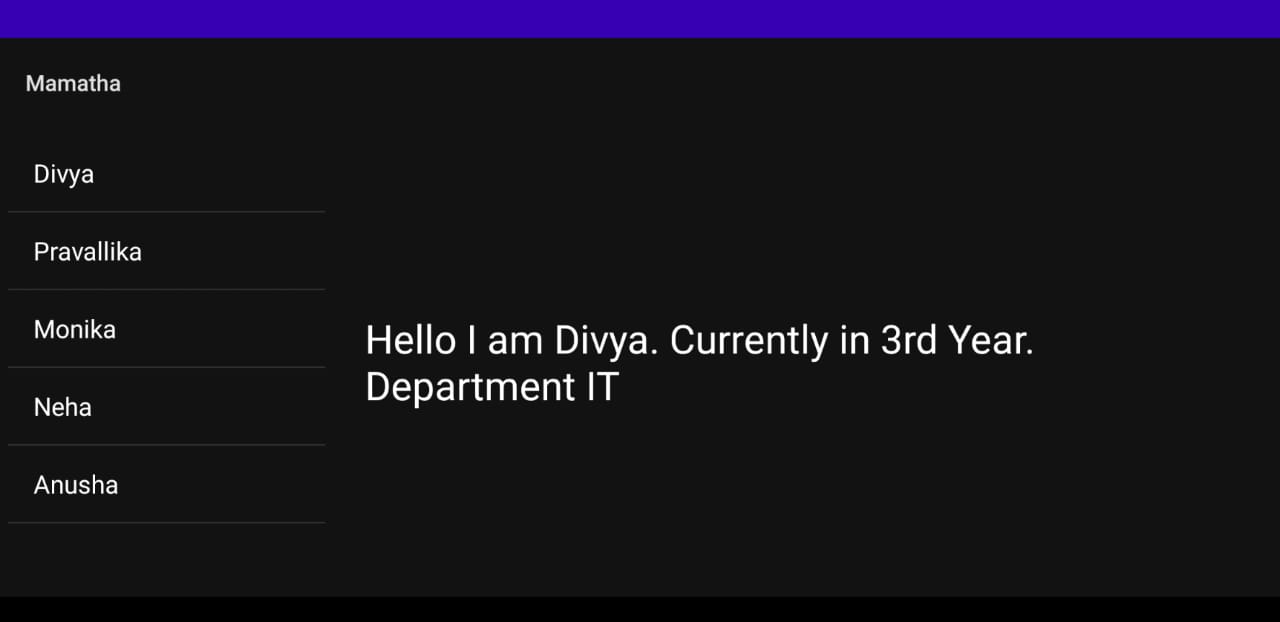 Mamatha
Divya
Pravallika
Monika
Neha
Anusha
Hello I am Divya. Currently in 3rd Year.
Department IT